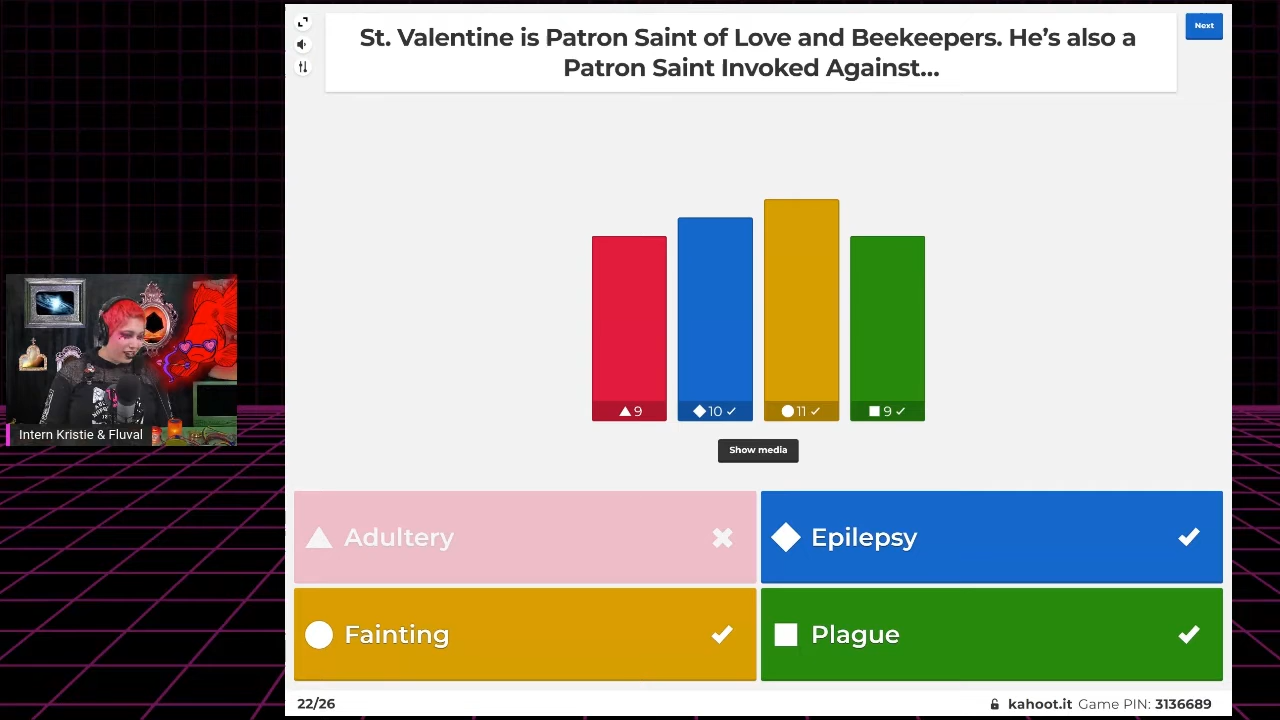 St. Valentine is Patron Saint of Love and Beekeepers. He’s also a
Patron Saint Invoked Against...
Next
9
10
11
9
Show media
Adultery
Epilepsy
Fainting
Plague
Intern Kristie & Fluval
22/26
kahoot.it Game PIN: 3136689